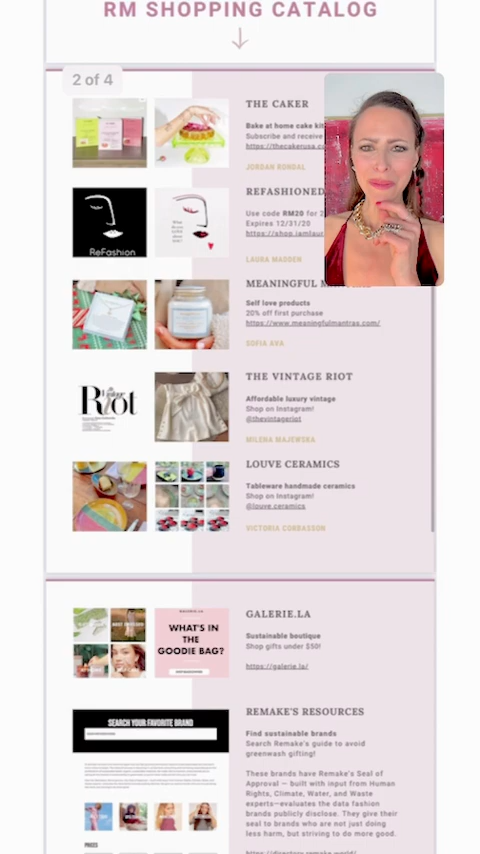 RM SHOPPING CATALOG
2 of 4
THE CAKER
Bake at home cake kit
Subscribe and receive
https://thecakerusa.co
JORDAN RONDAL
REFASHIONED
Use code RM20 for 2
Expires 12/31/20
https://shop.iamlaur
LAURA MADDEN
ReFashion
MEANINGFUL M
Self love products
20% off first purchase
https://www.meaningfulmantras.com/
SOFIA AVA
THE VINTAGE RIOT
Affordable luxury vintage
Shop on Instagram!
@thevintageriot
MILENA MAJEWSKA
the Vintage
Riot
LOUVE CERAMICS
Tableware handmade ceramics
Shop on Instagram!
@louve.ceramics
VICTORIA CORBASSON
GALERIE.LA
WHAT'S IN
THE
GOODIE BAG?
GALERIE.LA
Sustainable boutique
Shop gifts under $50!
https://galerie.la/
SEARCH YOUR FAVORITE BRAND
PRICES
REMAKE'S RESOURCES
Find sustainable brands
Search Remake's guide to avoid
greenwash gifting!
These brands have Remake's Seal of
Approval — built with input from Human
Rights, Climate, Water, and Waste
experts—evaluates the data fashion
brands publicly disclose. They give their
seal to brands who are not just doing
less harm, but striving to do more good.
https://directory.remake.world/